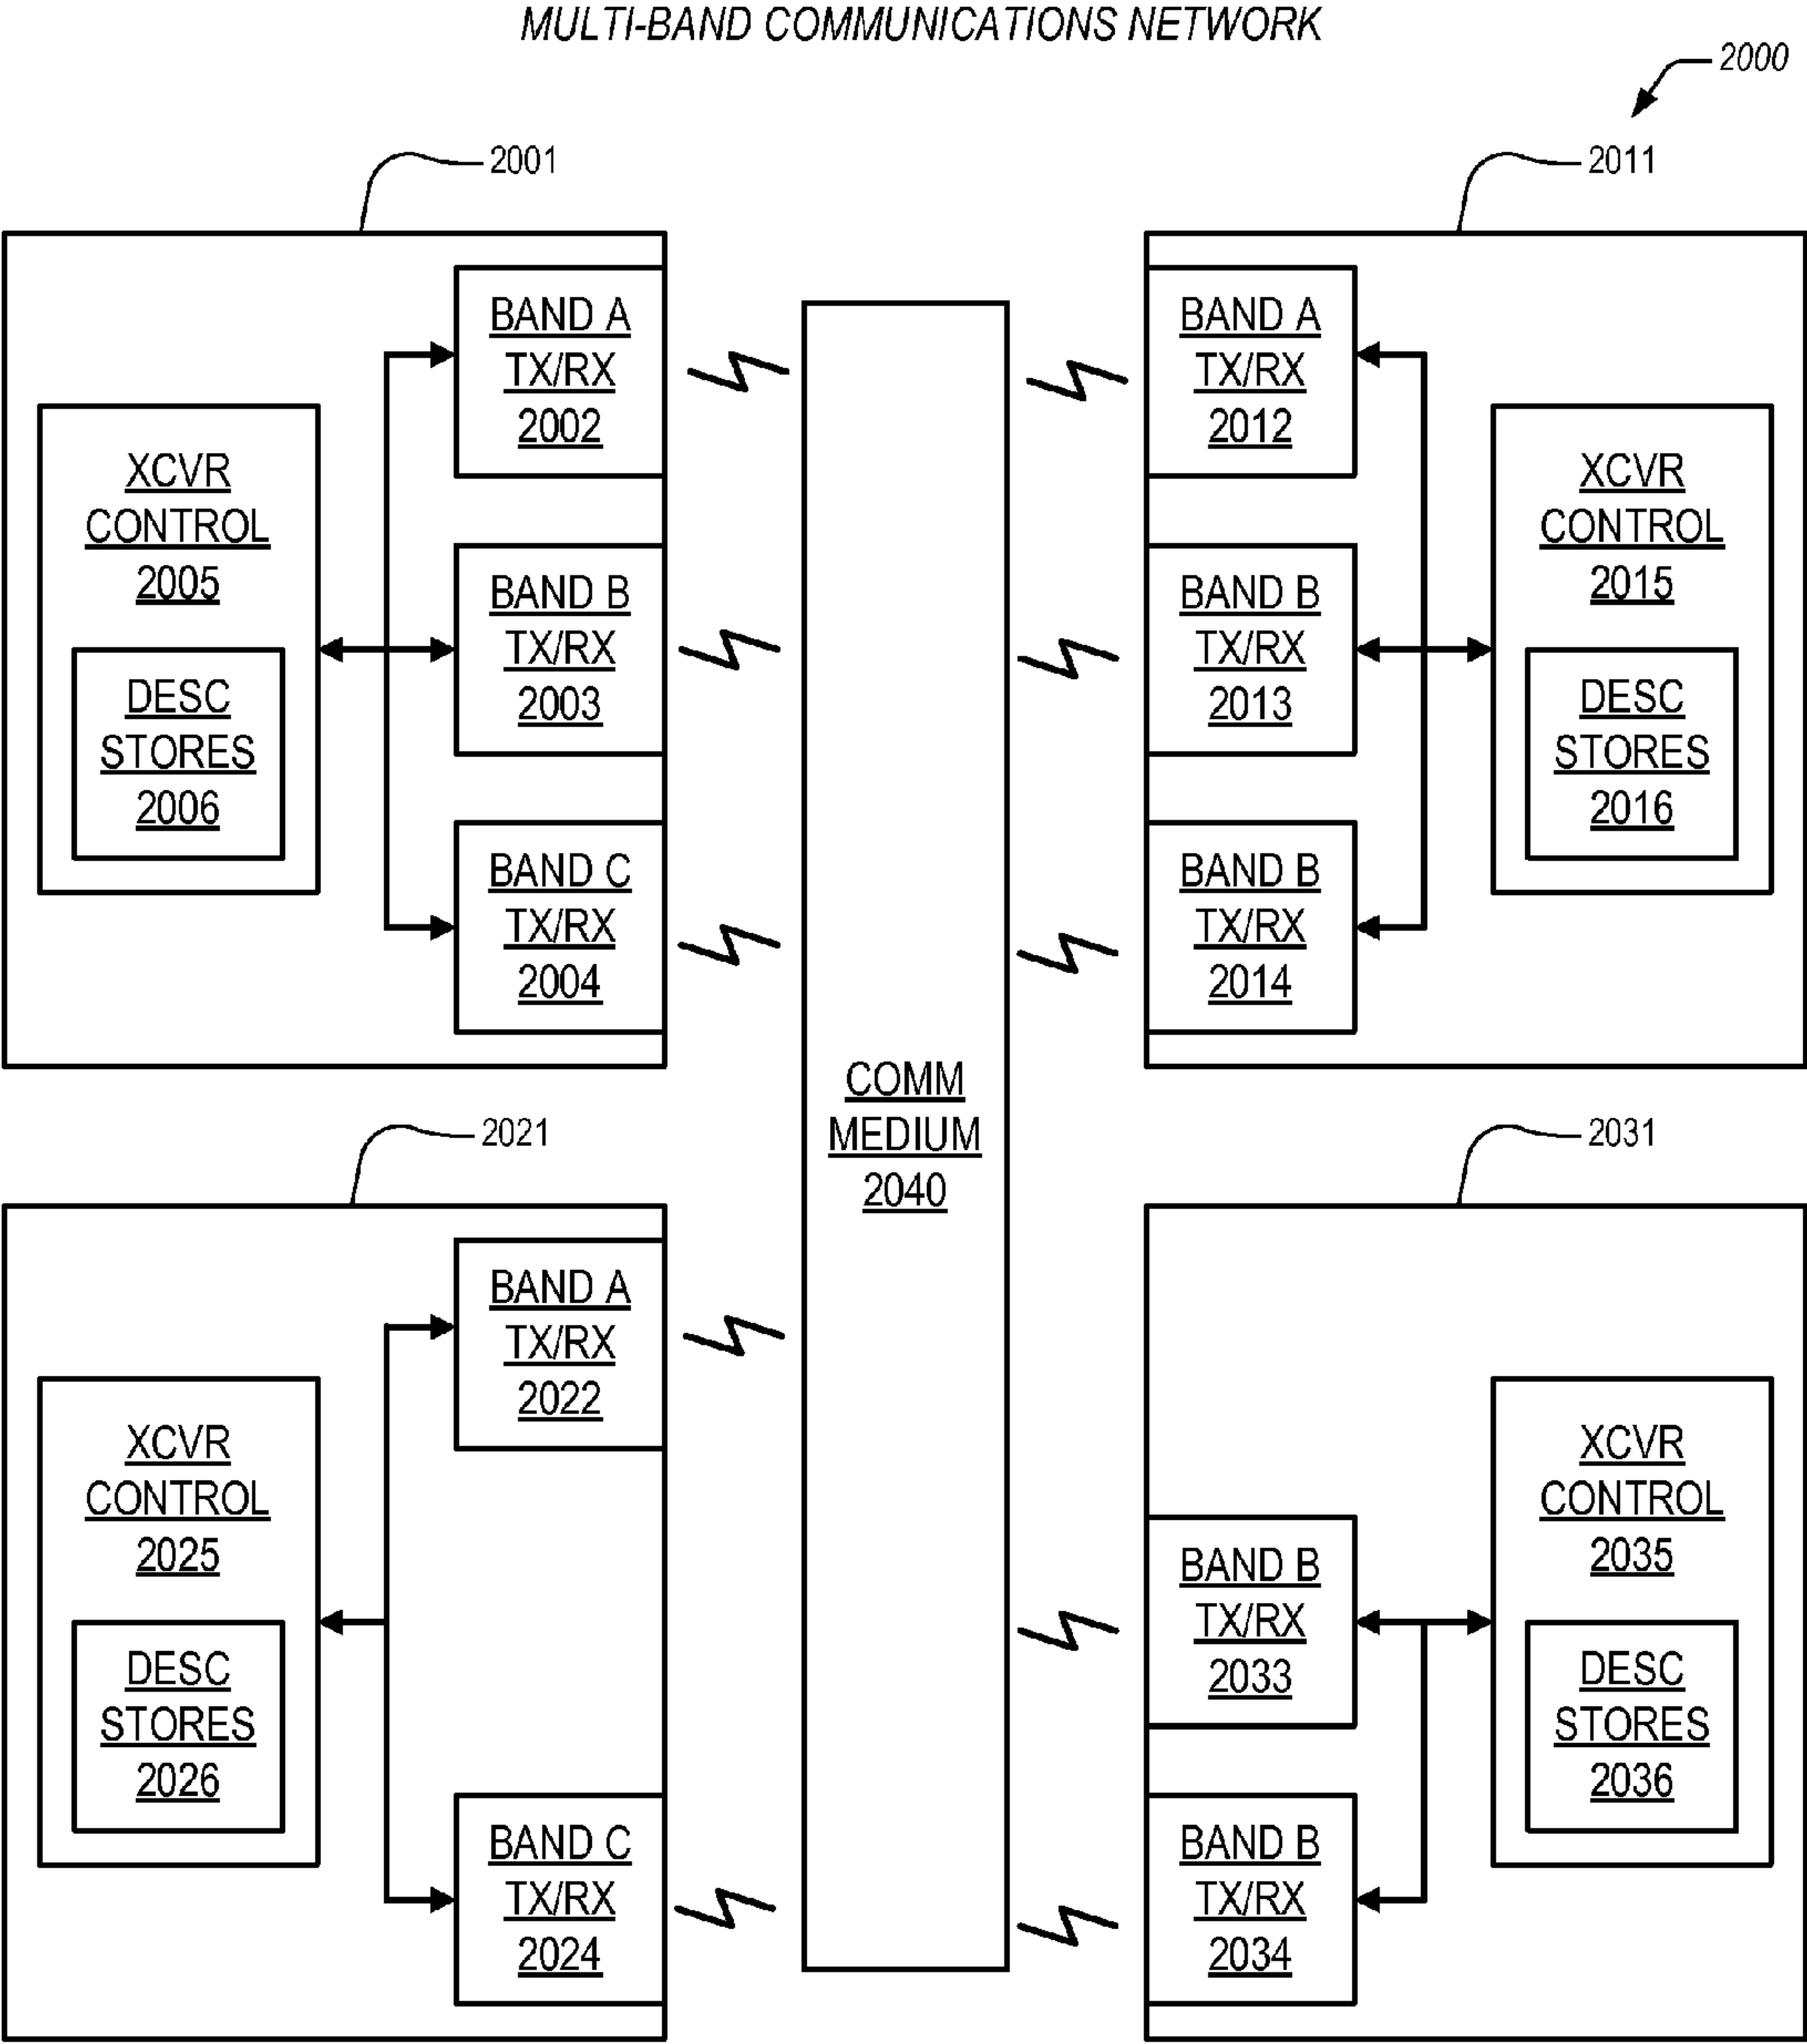 MULTI-BAND COMMUNICATIONS NETWORK
2000
2001
BAND A
TX/RX
2002
XCVR
CONTROL
2005
BAND B
TX/RX
2003
DESC
STORES
2006
BAND C
TX/RX
2004
2011
BAND A
TX/RX
2012
XCVR
CONTROL
2015
BAND B
TX/RX
2013
DESC
STORES
2016
BAND B
TX/RX
2014
COMM
MEDIUM
2040
2021
BAND A
TX/RX
2022
XCVR
CONTROL
2025
DESC
STORES
2026
BAND C
TX/RX
2024
2031
XCVR
CONTROL
2035
BAND B
TX/RX
2033
DESC
STORES
2036
BAND B
TX/RX
2034